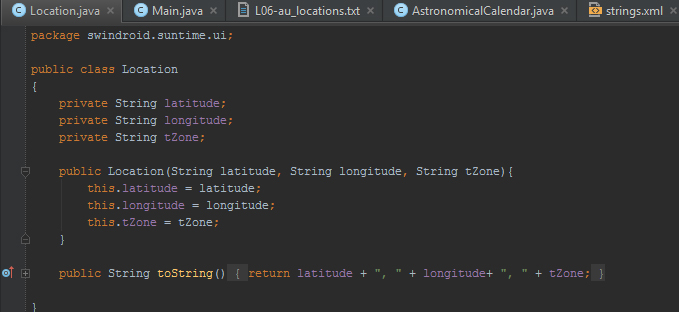 Location.java × Main.java × L06-au_locations.txt × AstronomicalCalendar.java × strings.xml ×
package swindroid.suntime.ui;
public class Location
{
private String latitude;
private String longitude;
private String tZone;
public Location(String latitude, String longitude, String tZone){
this.latitude = latitude;
this.longitude = longitude;
this.tZone = tZone;
}
public String toString() { return latitude + ", " + longitude+ ", " + tZone; }
}